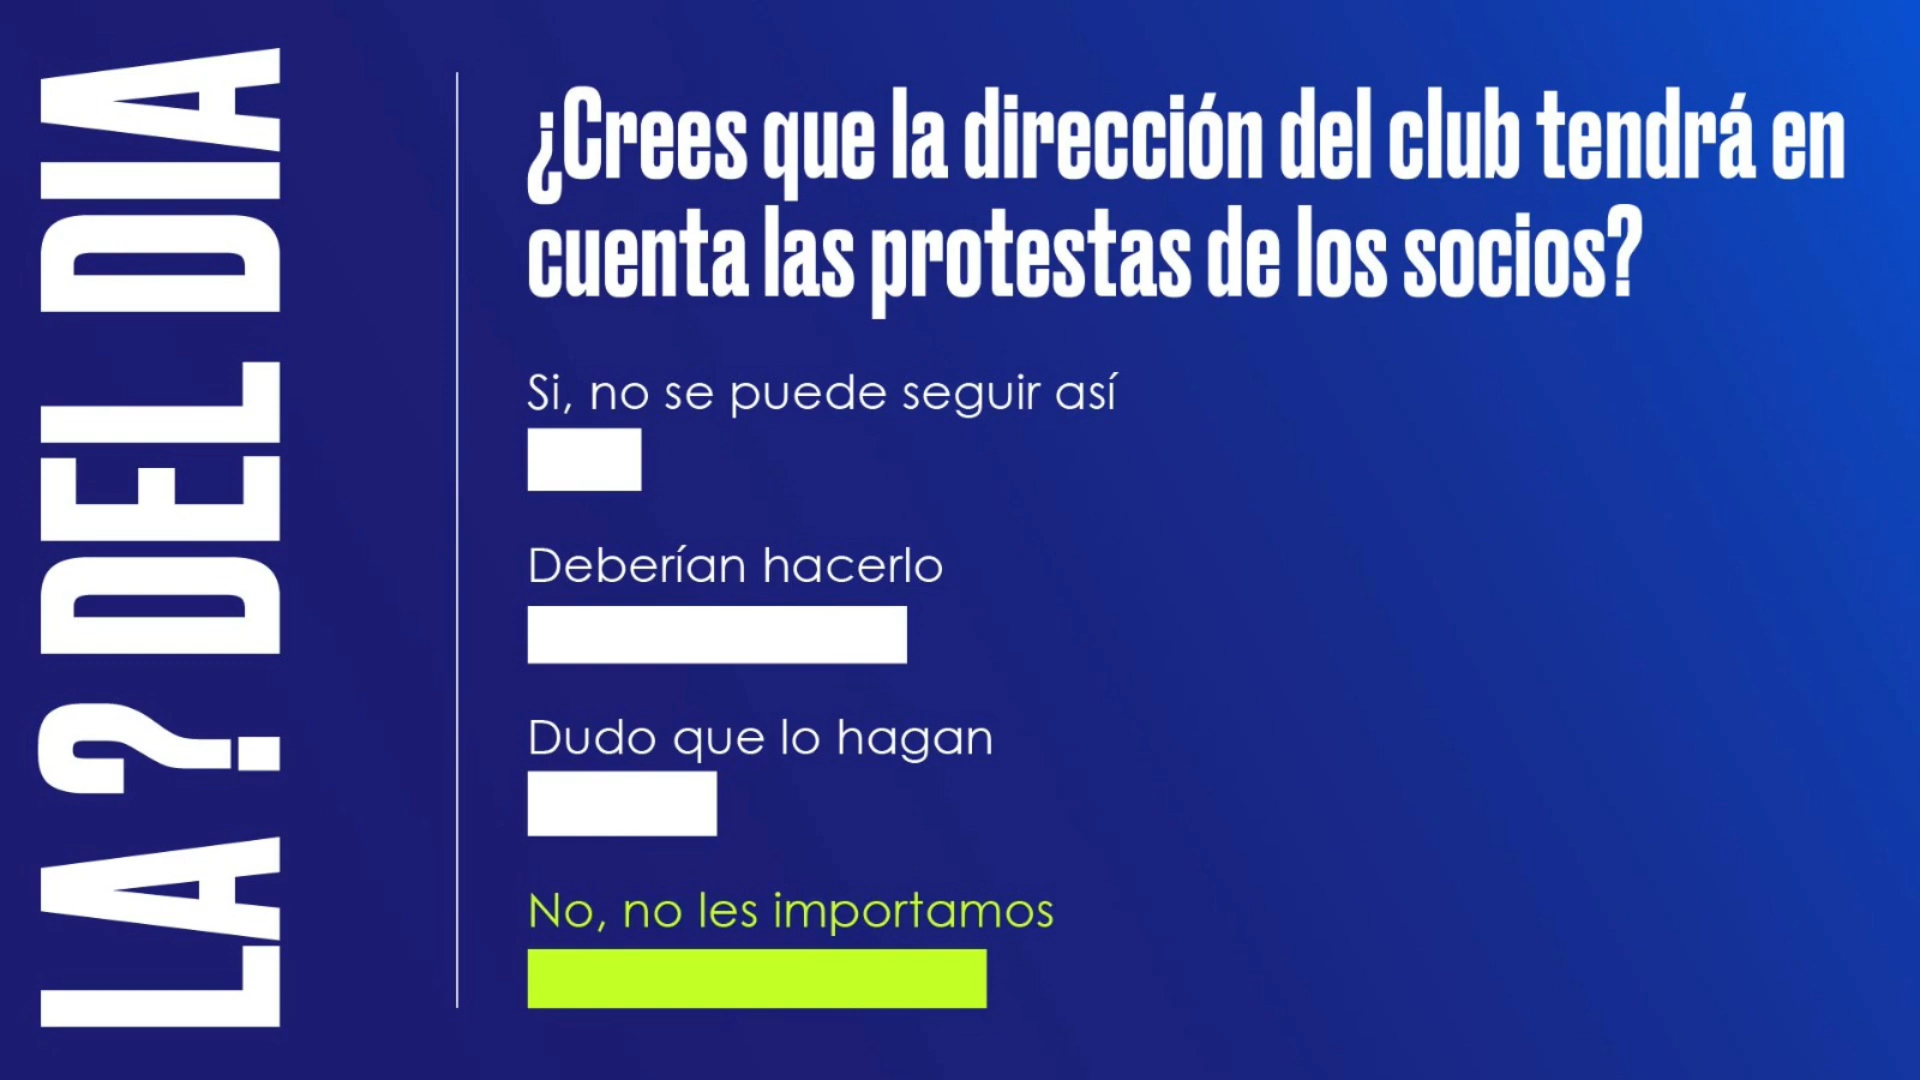 LA ? DEL DIA
¿Crees que la dirección del club tendrá en
cuenta las protestas de los socios?
Si, no se puede seguir así
Deberían hacerlo
Dudo que lo hagan
No, no les importamos